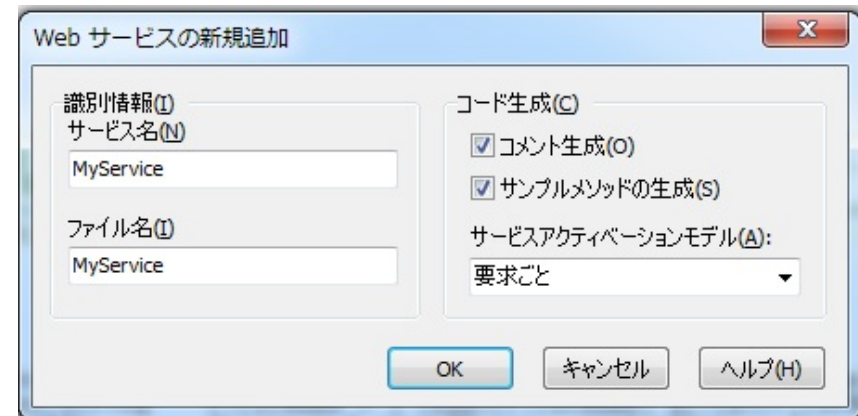 Web サービスの新規追加
識別情報(I)
サービス名(N)
MyService
ファイル名(I)
MyService
コード生成(C)
コメント生成(O)
サンプルメソッドの生成(S)
サービスアクティベーションモデル(A):
要求ごと
OK
キャンセル
ヘルプ(H)